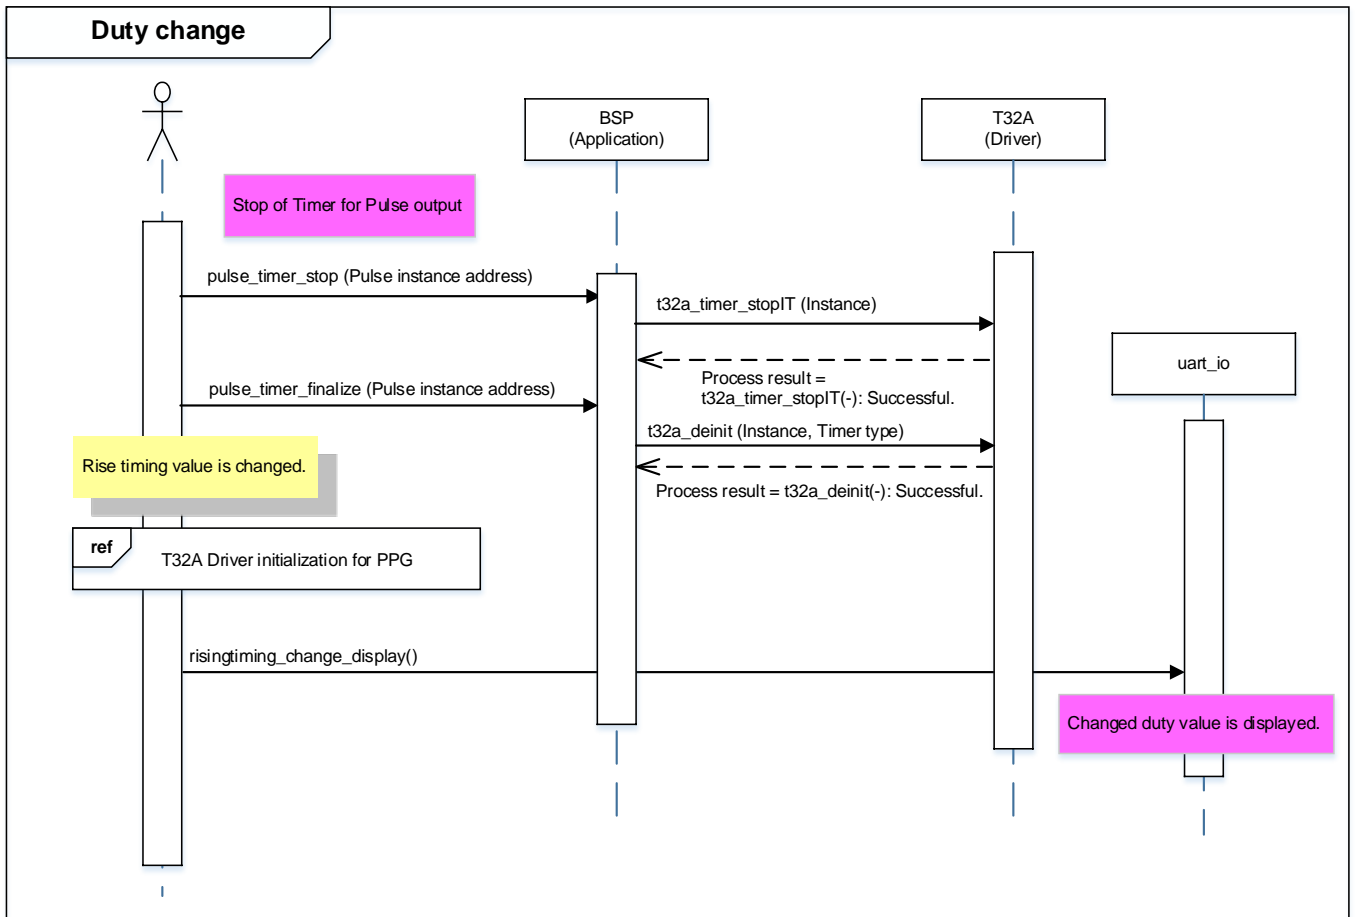 Duty change
BSP
(Application)
T32A
(Driver)
Stop of Timer for Pulse output
pulse_timer_stop (Pulse instance address)
t32a_timer_stopIT (Instance)
uart_io
Process result =
t32a_timer_stopIT(-): Successful.
pulse_timer_finalize (Pulse instance address)
t32a_deinit (Instance, Timer type)
Rise timing value is changed.
Process result = t32a_deinit(-): Successful.
ref
T32A Driver initialization for PPG
risingtiming_change_display()
Changed duty value is displayed.